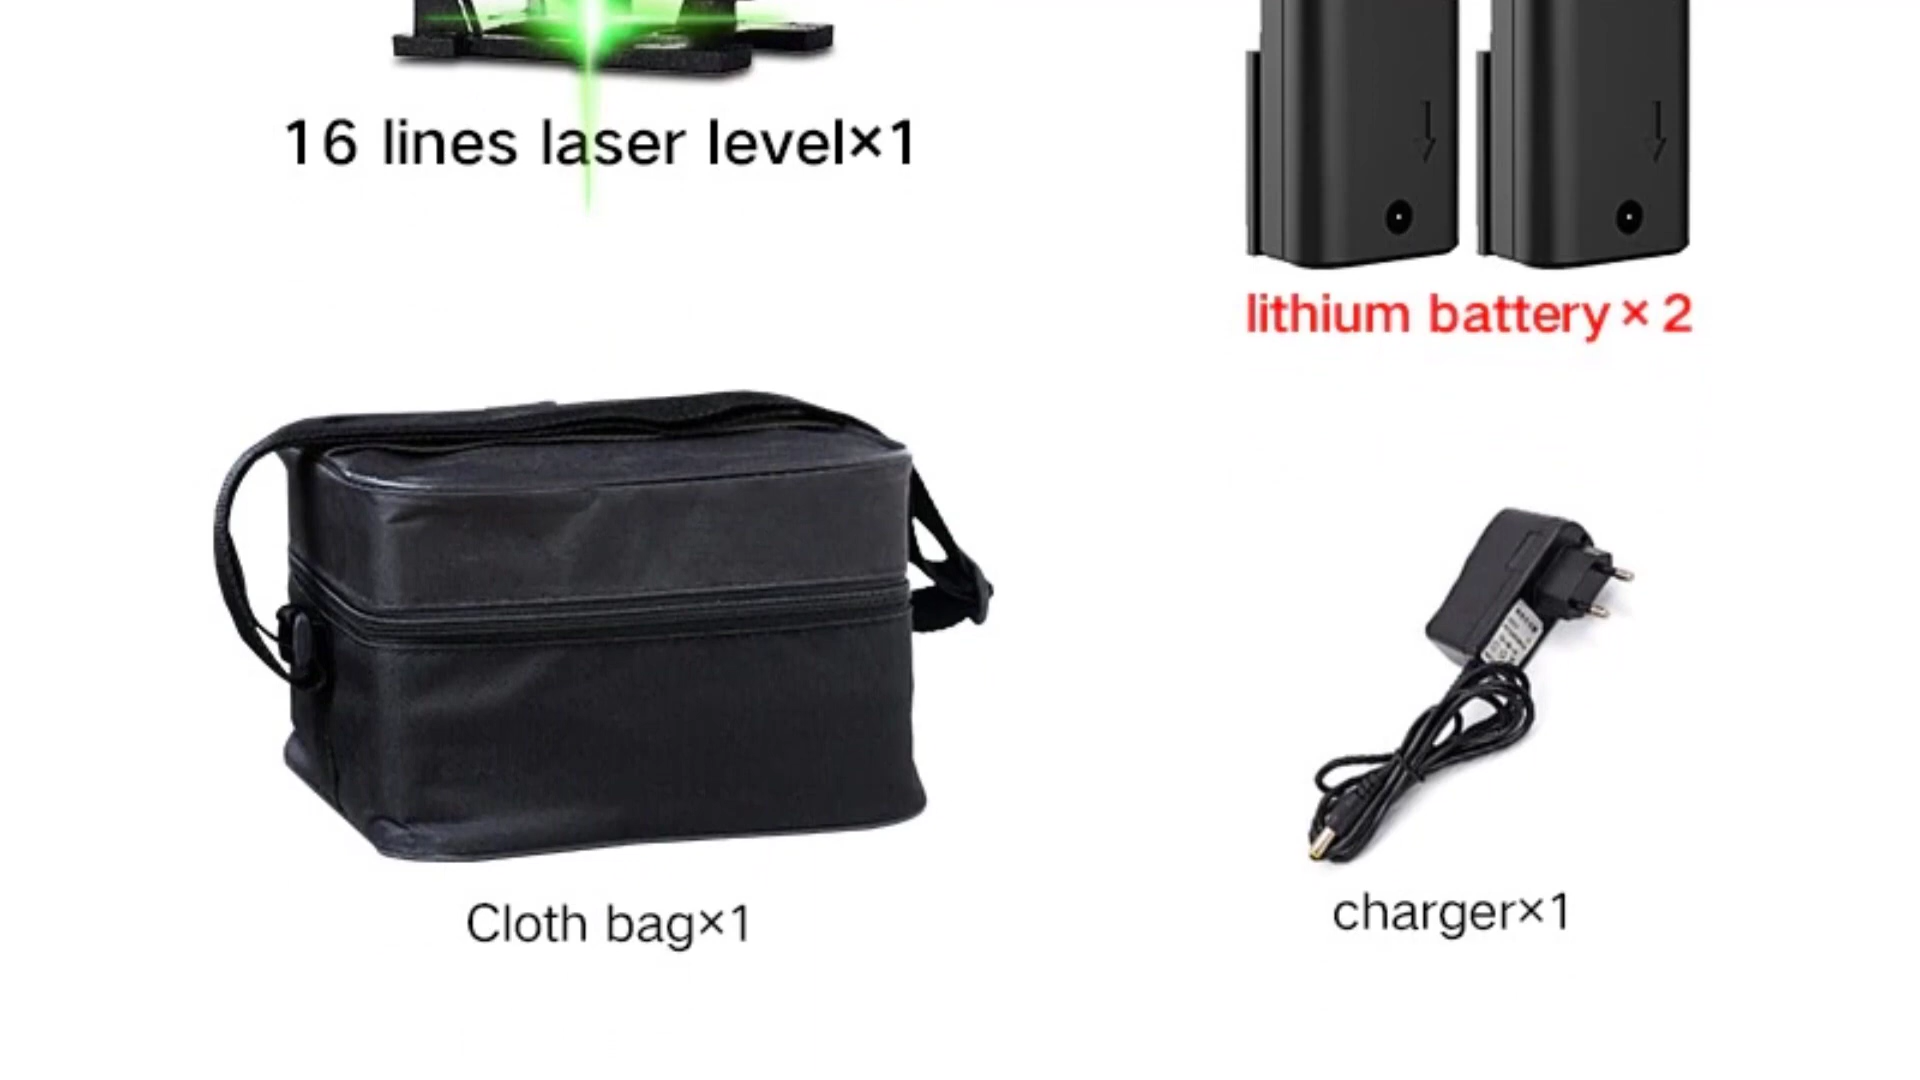 16 lines laser level×1
lithium battery×2
Cloth bag×1
charger×1